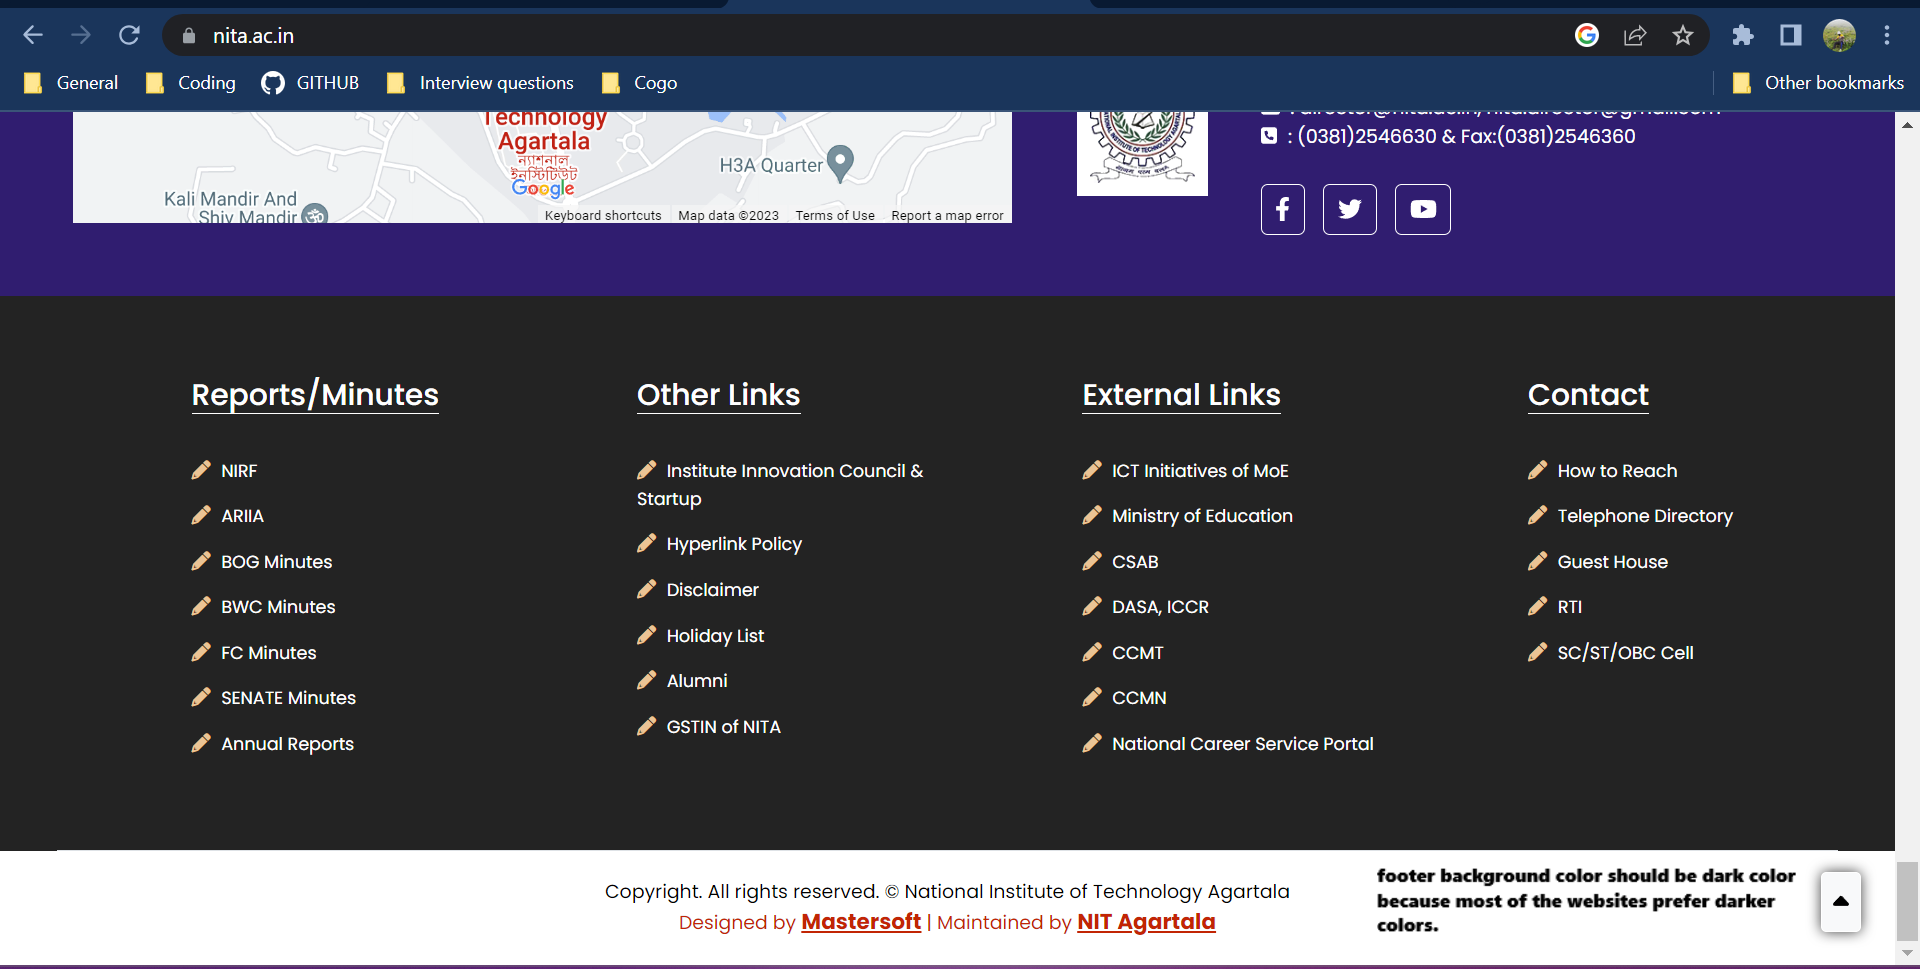 nita.ac.in
General Coding GITHUB Interview questions Cogo Other bookmarks
Technology
Agartala
ন্যাশনাল
ইনস্টিটিউট
Google
H3A Quarter
Kali Mandir And
Shiv Mandir
Keyboard shortcuts Map data ©2023 Terms of Use Report a map error
: (0381)2546630 & Fax:(0381)2546360
Reports/Minutes
NIRF
ARIIA
BOG Minutes
BWC Minutes
FC Minutes
SENATE Minutes
Annual Reports
Other Links
Institute Innovation Council &
Startup
Hyperlink Policy
Disclaimer
Holiday List
Alumni
GSTIN of NITA
External Links
ICT Initiatives of MoE
Ministry of Education
CSAB
DASA, ICCR
CCMT
CCMN
National Career Service Portal
Contact
How to Reach
Telephone Directory
Guest House
RTI
SC/ST/OBC Cell
Copyright. All rights reserved. © National Institute of Technology Agartala
Designed by Mastersoft | Maintained by NIT Agartala
footer background color should be dark color
because most of the websites prefer darker
colors.